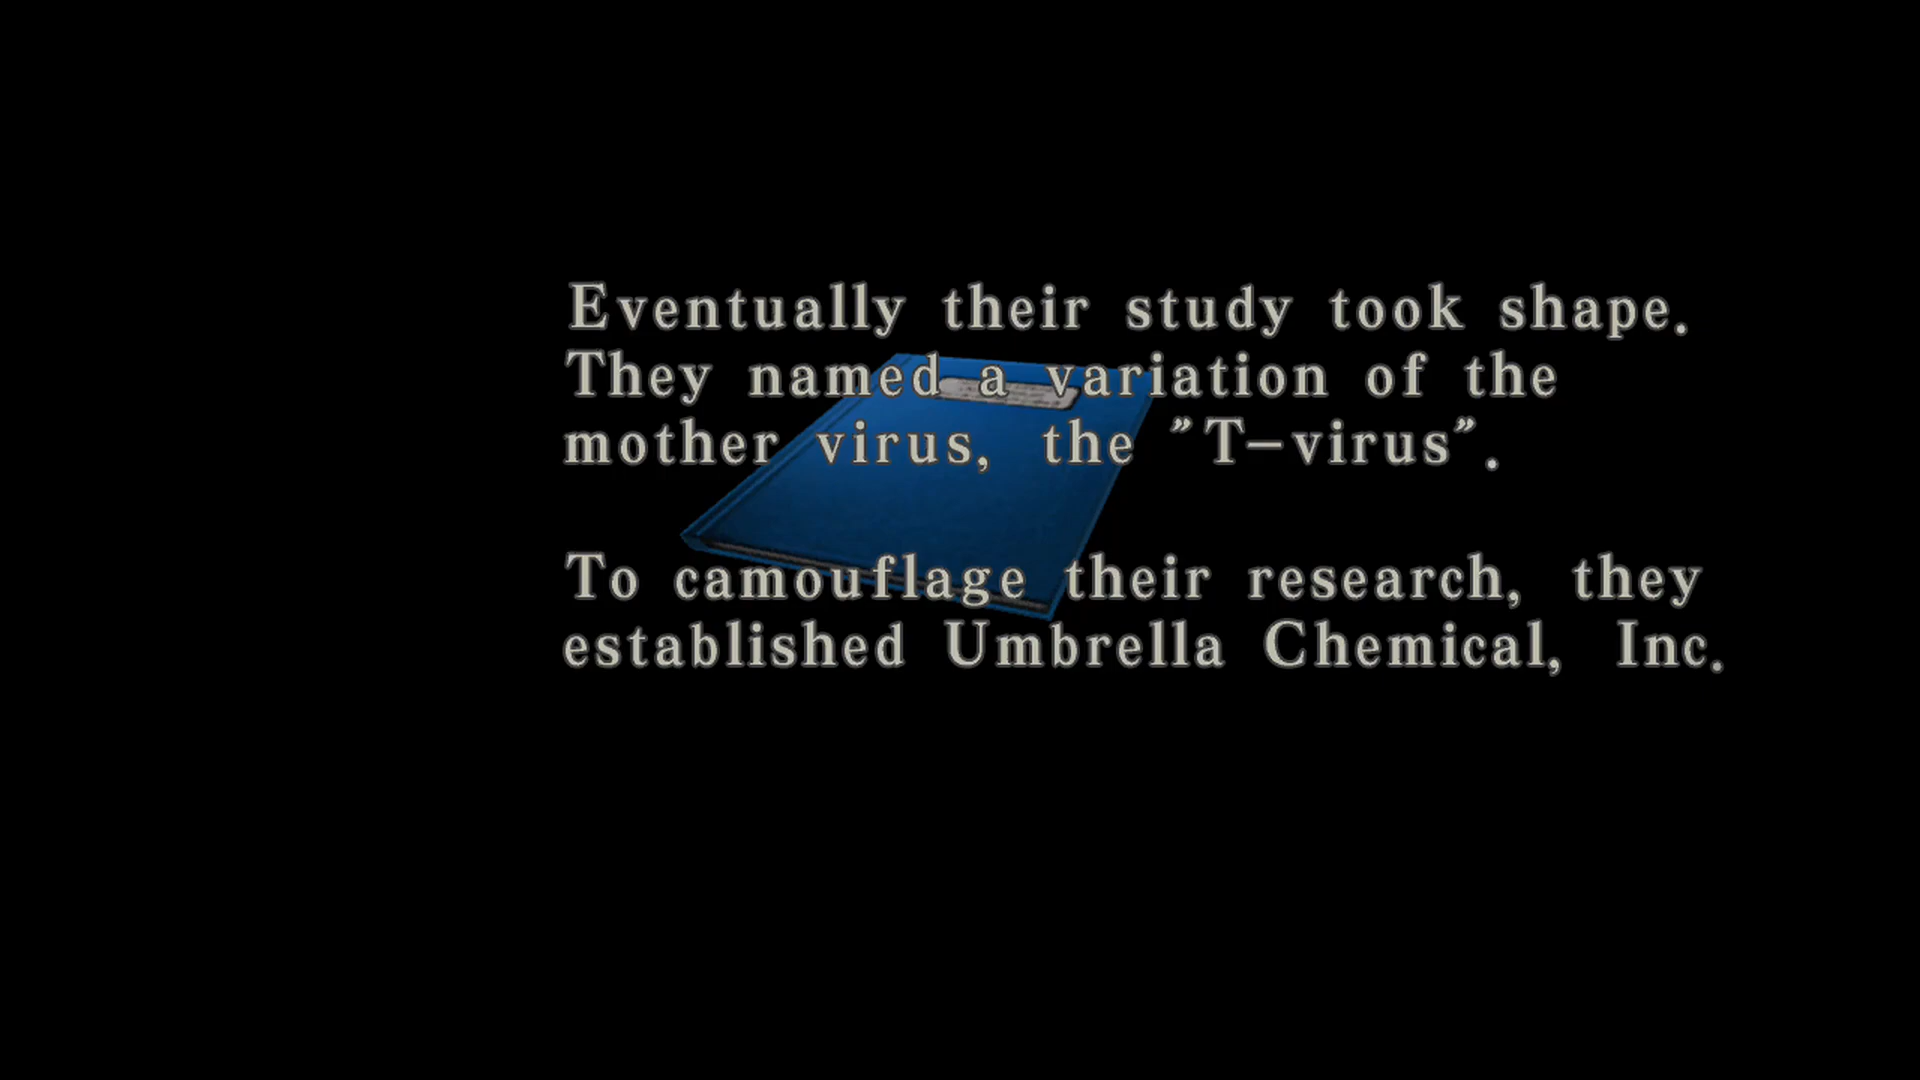 Eventually their study took shape.
They named a variation of the
mother virus, the "T-virus".
To camouflage their research, they
established Umbrella Chemical, Inc.